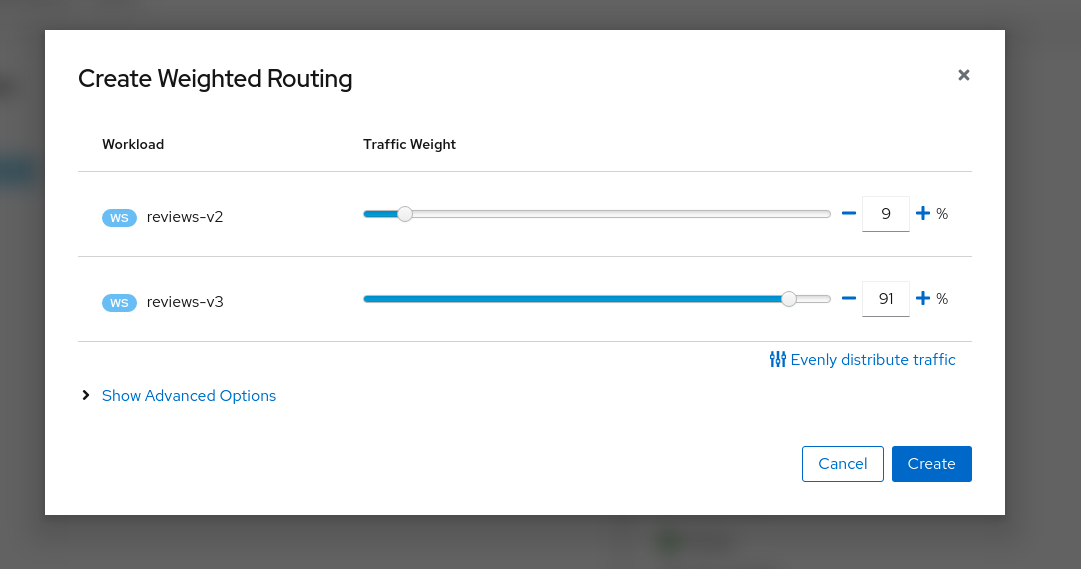 Create Weighted Routing
Workload Traffic Weight
WS reviews-v2 9 %
WS reviews-v3 91 %
Evenly distribute traffic
Show Advanced Options
Cancel Create